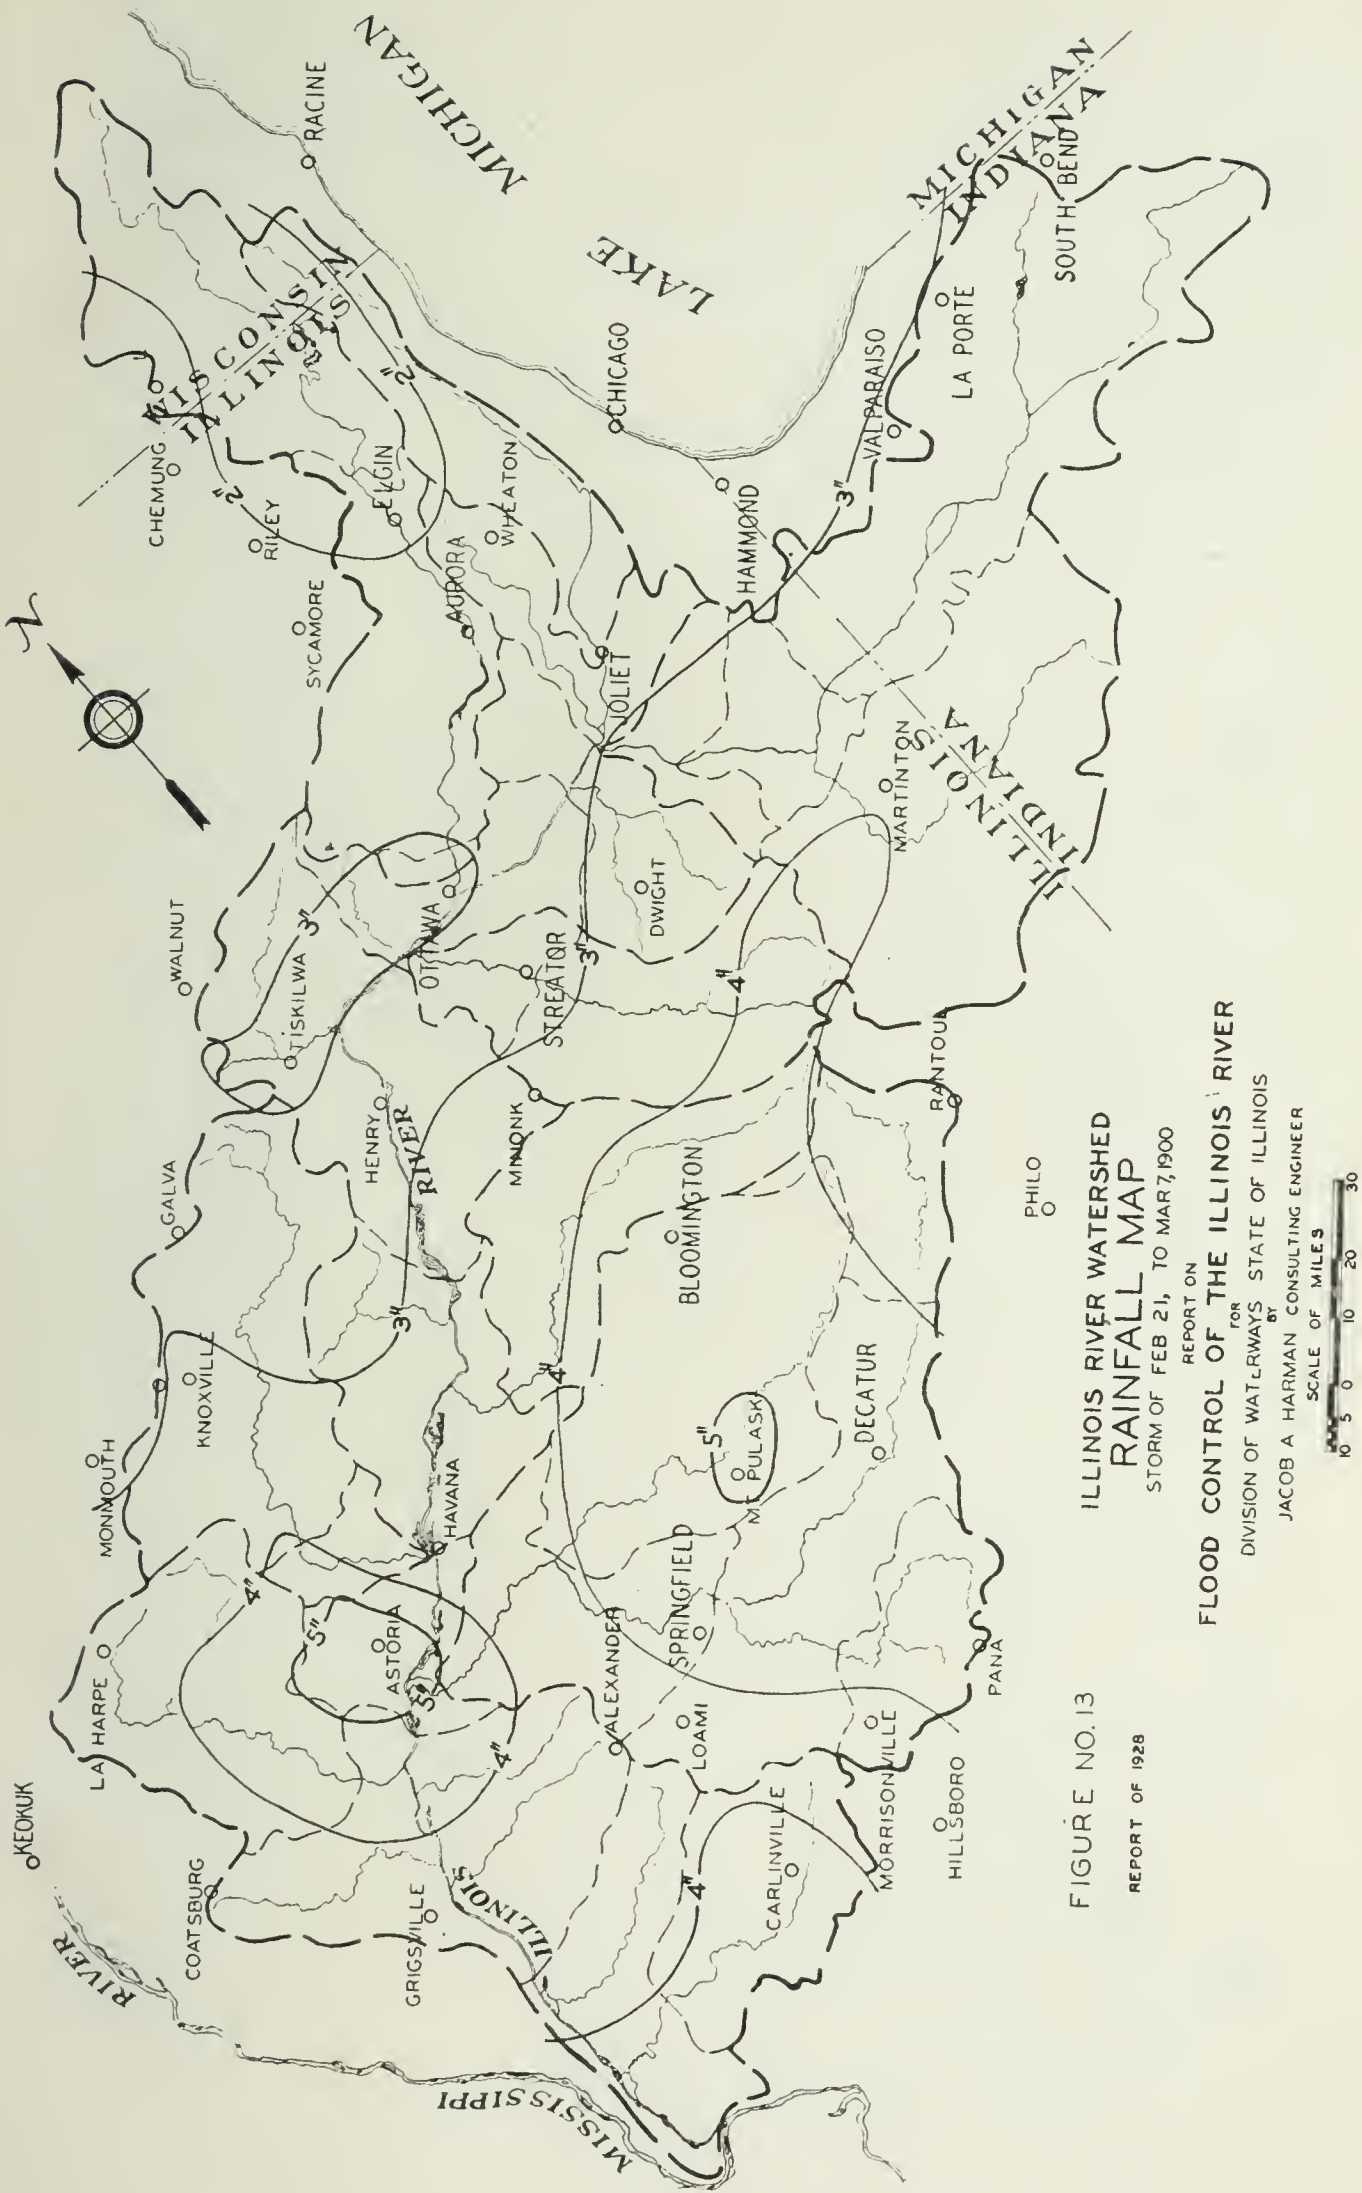 N
MICHIGAN
LAKE
RACINE
WISCONSIN
ILLINOIS
CHEMUNG
2"
2"
RILEY
ELGIN
WHEATON
AURORA
SYCAMORE
CHICAGO
HAMMOND
JOLIET
MICHIGAN
INDIANA
SOUTH BEND
LA PORTE
VALPARAISO
3"
ILLINOIS
INDIANA
MARTINTON
DWIGHT
WALNUT
3"
TISKILWA
OTTAWA
STREATOR
3"
4"
HENRY
RIVER
MINONK
RANTOUL
GALVA
BLOOMINGTON
PHILO
KNOXVILLE
3"
4"
MONMOUTH
HAVANA
5"
MT PULASKI
DECATUR
4"
5"
ASTORIA
5"
4"
LA HARPE
ALEXANDER
SPRINGFIELD
LOAMI
PANA
KEOKUK
COATSBURG
GRIGSVILLE
ILLINOIS
4"
CARLINVILLE
MORRISONVILLE
HILLSBORO
RIVER
MISSISSIPPI
ILLINOIS RIVER WATERSHED
RAINFALL MAP
STORM OF FEB 21, TO MAR 7, 1900
REPORT ON
FLOOD CONTROL OF THE ILLINOIS RIVER
FOR
DIVISION OF WATERWAYS STATE OF ILLINOIS
BY
JACOB A HARMAN CONSULTING ENGINEER
SCALE OF MILES
10 5 0 10 20 30
FIGURE NO. 13
REPORT OF 1928